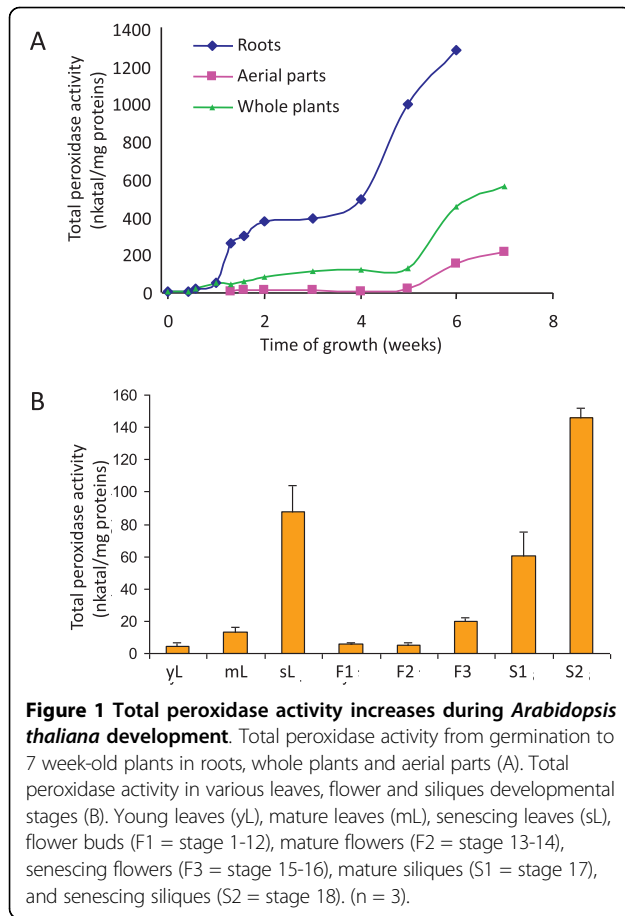 A
Total peroxidase activity
(nkatal/mg proteins)
1400
1200
1000
800
600
400
200
0
Roots
Aerial parts
Whole plants
0 2 4 6 8
Time of growth (weeks)
B
Total peroxidase activity
(nkatal/mg proteins)
160
140
120
100
80
60
40
20
0
yL mL sL F1 F2 F3 S1 S2
Figure 1 Total peroxidase activity increases during Arabidopsis
thaliana development. Total peroxidase activity from germination to
7 week-old plants in roots, whole plants and aerial parts (A). Total
peroxidase activity in various leaves, flower and siliques developmental
stages (B). Young leaves (yL), mature leaves (mL), senescing leaves (sL),
flower buds (F1 = stage 1-12), mature flowers (F2 = stage 13-14),
senescing flowers (F3 = stage 15-16), mature siliques (S1 = stage 17),
and senescing siliques (S2 = stage 18). (n = 3).